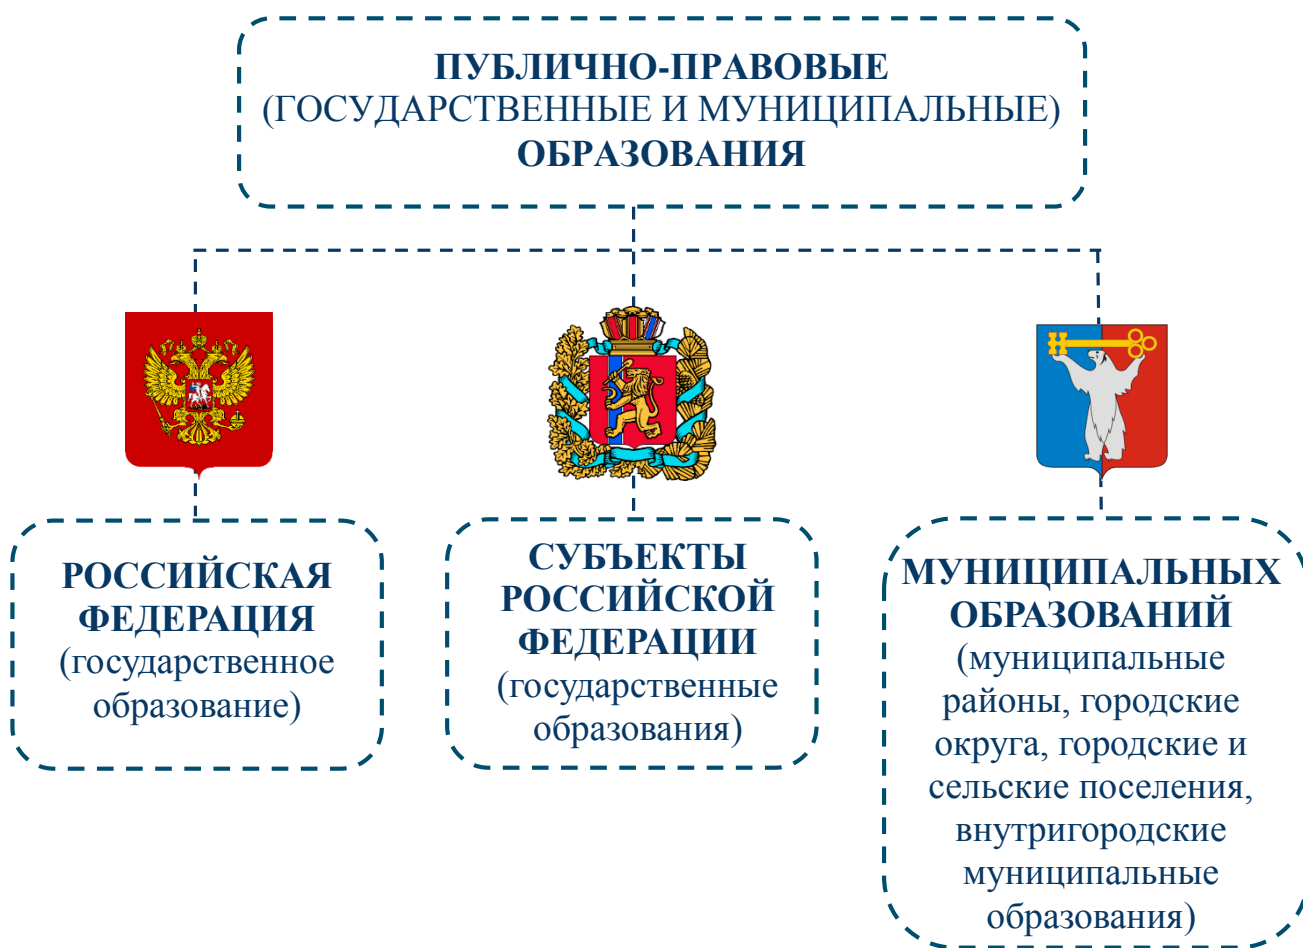 ПУБЛИЧНО-ПРАВОВЫЕ
(ГОСУДАРСТВЕННЫЕ И МУНИЦИПАЛЬНЫЕ)
ОБРАЗОВАНИЯ
РОССИЙСКАЯ
ФЕДЕРАЦИЯ
(государственное
образование)
СУБЪЕКТЫ
РОССИЙСКОЙ
ФЕДЕРАЦИИ
(государственные
образования)
МУНИЦИПАЛЬНЫХ
ОБРАЗОВАНИЙ
(муниципальные
районы, городские
округа, городские и
сельские поселения,
внутригородские
муниципальные
образования)